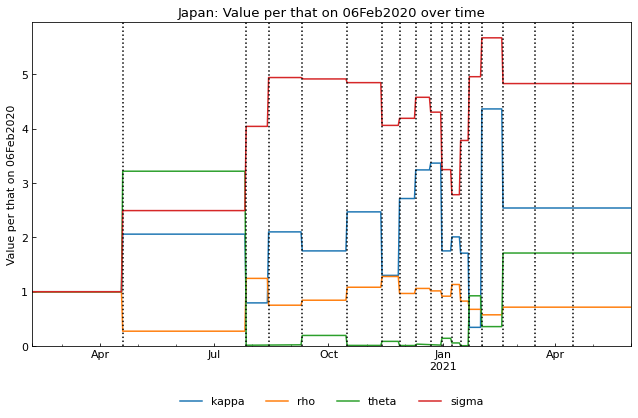 Japan: Value per that on 06Feb2020 over time
Value per that on 06Feb2020
5
4
3
2
1
0
Apr Jul Oct Jan Apr
2021
kappa rho theta sigma